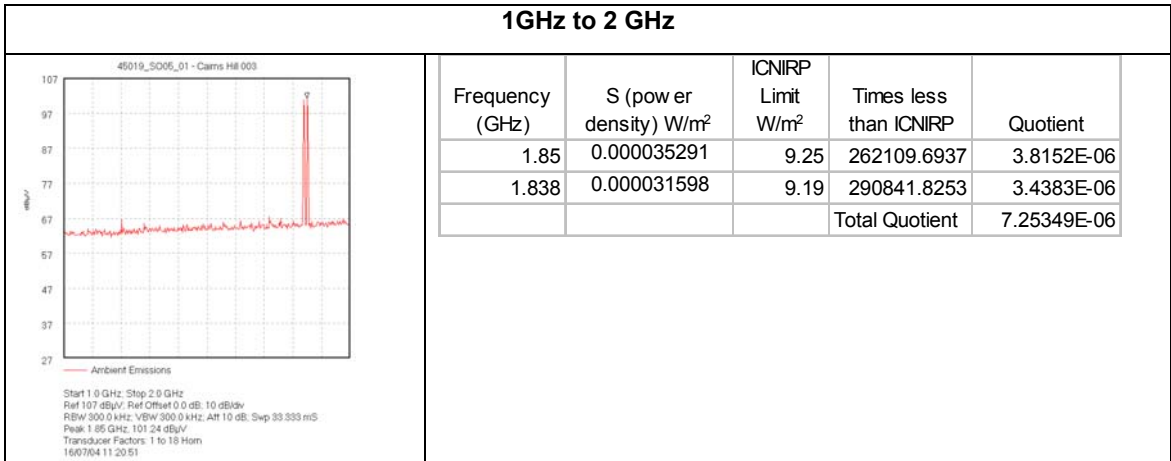 1GHz to 2 GHz
45019_SO05_01 - Cairns Hill 003
107
97
87
77
67
57
47
37
27
dBµV
Ambient Emissions
Start 1.0 GHz; Stop 2.0 GHz
Ref 107 dBµV; Ref Offset 0.0 dB; 10 dB/div
RBW 300.0 kHz; VBW 300.0 kHz; Att 10 dB; Swp 33.333 mS
Peak 1.85 GHz, 101.24 dBµV
Transducer Factors: 1 to 18 Horn
16/07/04 11:20:51
Frequency (GHz) S (power density) W/m² ICNIRP Limit W/m² Times less than ICNIRP Quotient
1.85 0.000035291 9.25 262109.6937 3.8152E-06
1.838 0.000031598 9.19 290841.8253 3.4383E-06
Total Quotient 7.25349E-06